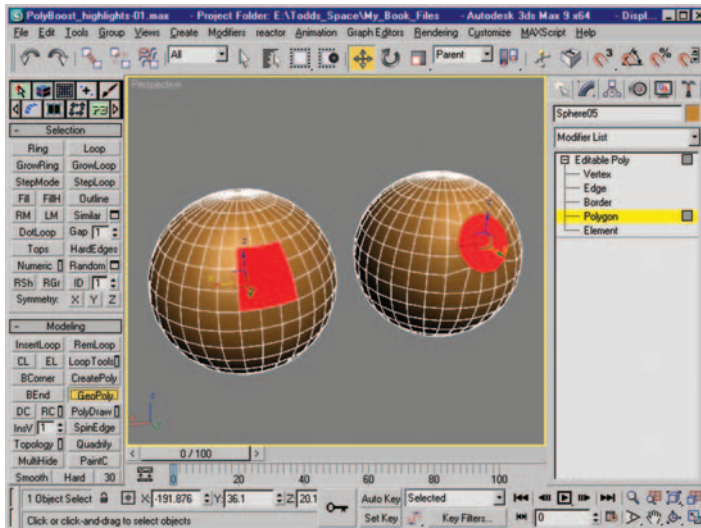 PolyBoost_highlights-01.max - Project Folder: E:\Todds_Space\My_Book_Files - Autodesk 3ds Max 9 x64 - Displ...
File Edit Tools Group Views Create Modifiers reactor Animation Graph Editors Rendering Customize MAXScript Help
All Parent 3 %
Perspective
Selection
Ring Loop
GrowRing GrowLoop
StepMode StepLoop
Fill FillH Outline
RM LM Similar
DotLoop Gap 1
Tops HardEdges
Numeric Random
RSh RGr ID 1
Symmetry: X Y Z
Modeling
InsertLoop RemLoop
CL EL LoopTools
BCorner CreatePoly
BEnd GeoPoly
DC RC PolyDraw
InsV 1 SpinEdge
Topology Quadrify
MultiHide PaintC
Smooth Hard 30
Sphere05
Modifier List
Editable Poly
Vertex
Edge
Border
Polygon
Element
z
z
z
0 / 100
0 20 40 60 80 100
1 Object Select X: -191.876 Y: 36.1 Z: 20.1 Auto Key Selected
Click or click-and-drag to select objects Set Key Key Filters... 0